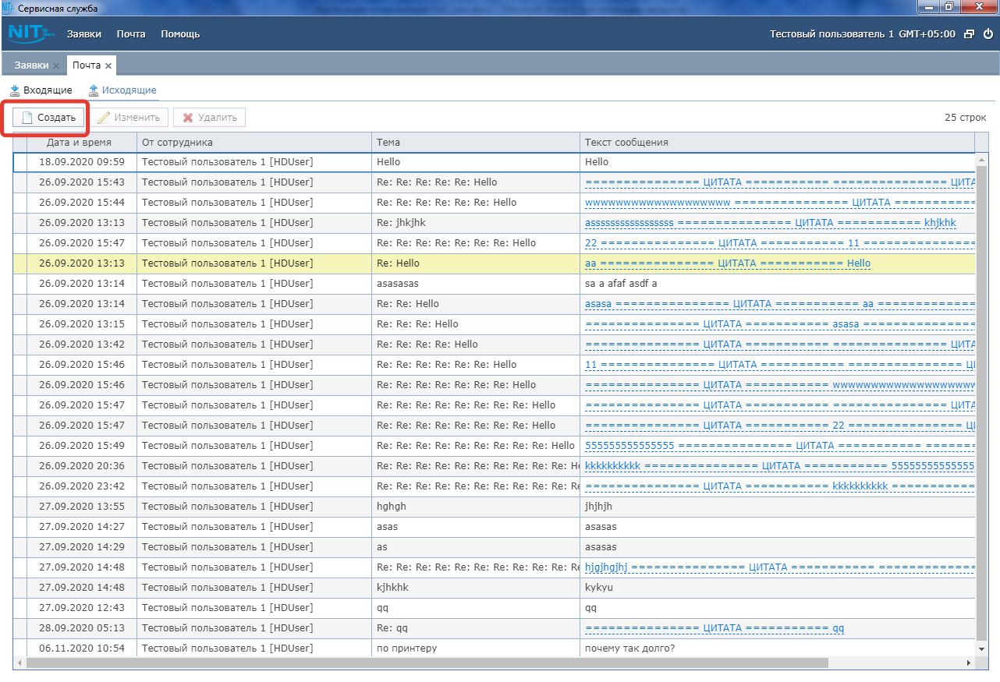 Сервисная служба
NIT Заявки Почта Помощь Тестовый пользователь 1 GMT+05:00
Заявки Почта
Входящие Исходящие
Создать Изменить Удалить 25 строк
Дата и время От сотрудника Тема Текст сообщения
18.09.2020 09:59 Тестовый пользователь 1 [HDUser] Hello Hello
26.09.2020 15:43 Тестовый пользователь 1 [HDUser] Re: Re: Re: Re: Re: Hello =============== ЦИТАТА =========== =============== ЦИТА
26.09.2020 15:44 Тестовый пользователь 1 [HDUser] Re: Re: Re: Re: Re: Re: Hello wwwwwwwwwwwwwwwwwww =============== ЦИТАТА ===========
26.09.2020 13:13 Тестовый пользователь 1 [HDUser] Re: jhkjhk asssssssssssssssss =============== ЦИТАТА =========== khjkhk
26.09.2020 15:47 Тестовый пользователь 1 [HDUser] Re: Re: Re: Re: Re: Re: Re: Hello 22 =============== ЦИТАТА =========== 11 ===============
26.09.2020 13:13 Тестовый пользователь 1 [HDUser] Re: Hello aa =============== ЦИТАТА =========== Hello
26.09.2020 13:14 Тестовый пользователь 1 [HDUser] asasasas sa a afaf asdf a
26.09.2020 13:14 Тестовый пользователь 1 [HDUser] Re: Re: Hello asasa =============== ЦИТАТА =========== aa =============
26.09.2020 13:15 Тестовый пользователь 1 [HDUser] Re: Re: Re: Hello =============== ЦИТАТА =========== asasa ===============
26.09.2020 13:42 Тестовый пользователь 1 [HDUser] Re: Re: Re: Re: Hello =============== ЦИТАТА =========== =============== ЦИТА
26.09.2020 15:46 Тестовый пользователь 1 [HDUser] Re: Re: Re: Re: Re: Re: Hello 11 =============== ЦИТАТА =========== =============== Ц
26.09.2020 15:46 Тестовый пользователь 1 [HDUser] Re: Re: Re: Re: Re: Re: Re: Hello =============== ЦИТАТА =========== wwwwwwwwwwwwwwwwwww
26.09.2020 15:47 Тестовый пользователь 1 [HDUser] Re: Re: Re: Re: Re: Re: Re: Re: Hello =============== ЦИТАТА =========== =============== ЦИТА
26.09.2020 15:47 Тестовый пользователь 1 [HDUser] Re: Re: Re: Re: Re: Re: Re: Re: Hello =============== ЦИТАТА =========== 22 =============== Ц
26.09.2020 15:49 Тестовый пользователь 1 [HDUser] Re: Re: Re: Re: Re: Re: Re: Re: Re: Hello 555555555555555 =============== ЦИТАТА =========== =======
26.09.2020 20:36 Тестовый пользователь 1 [HDUser] Re: Re: Re: Re: Re: Re: Re: Re: Re: Re: He kkkkkkkkkk =============== ЦИТАТА =========== 55555555555555
26.09.2020 23:42 Тестовый пользователь 1 [HDUser] Re: Re: Re: Re: Re: Re: Re: Re: Re: Re: Re =============== ЦИТАТА =========== kkkkkkkkkk ===========
27.09.2020 13:55 Тестовый пользователь 1 [HDUser] hghgh jhjhjh
27.09.2020 14:27 Тестовый пользователь 1 [HDUser] asas asasas
27.09.2020 14:29 Тестовый пользователь 1 [HDUser] as asasas
27.09.2020 14:48 Тестовый пользователь 1 [HDUser] Re: Re: Re: Re: Re: Re: Re: Re: Re: Re: Re hjgjhgjhj =============== ЦИТАТА =========== =============
27.09.2020 14:48 Тестовый пользователь 1 [HDUser] kjhkhk kykyu
27.09.2020 12:43 Тестовый пользователь 1 [HDUser] qq qq
28.09.2020 05:13 Тестовый пользователь 1 [HDUser] Re: qq =============== ЦИТАТА =========== qq
06.11.2020 10:54 Тестовый пользователь 1 [HDUser] по принтеру почему так долго?